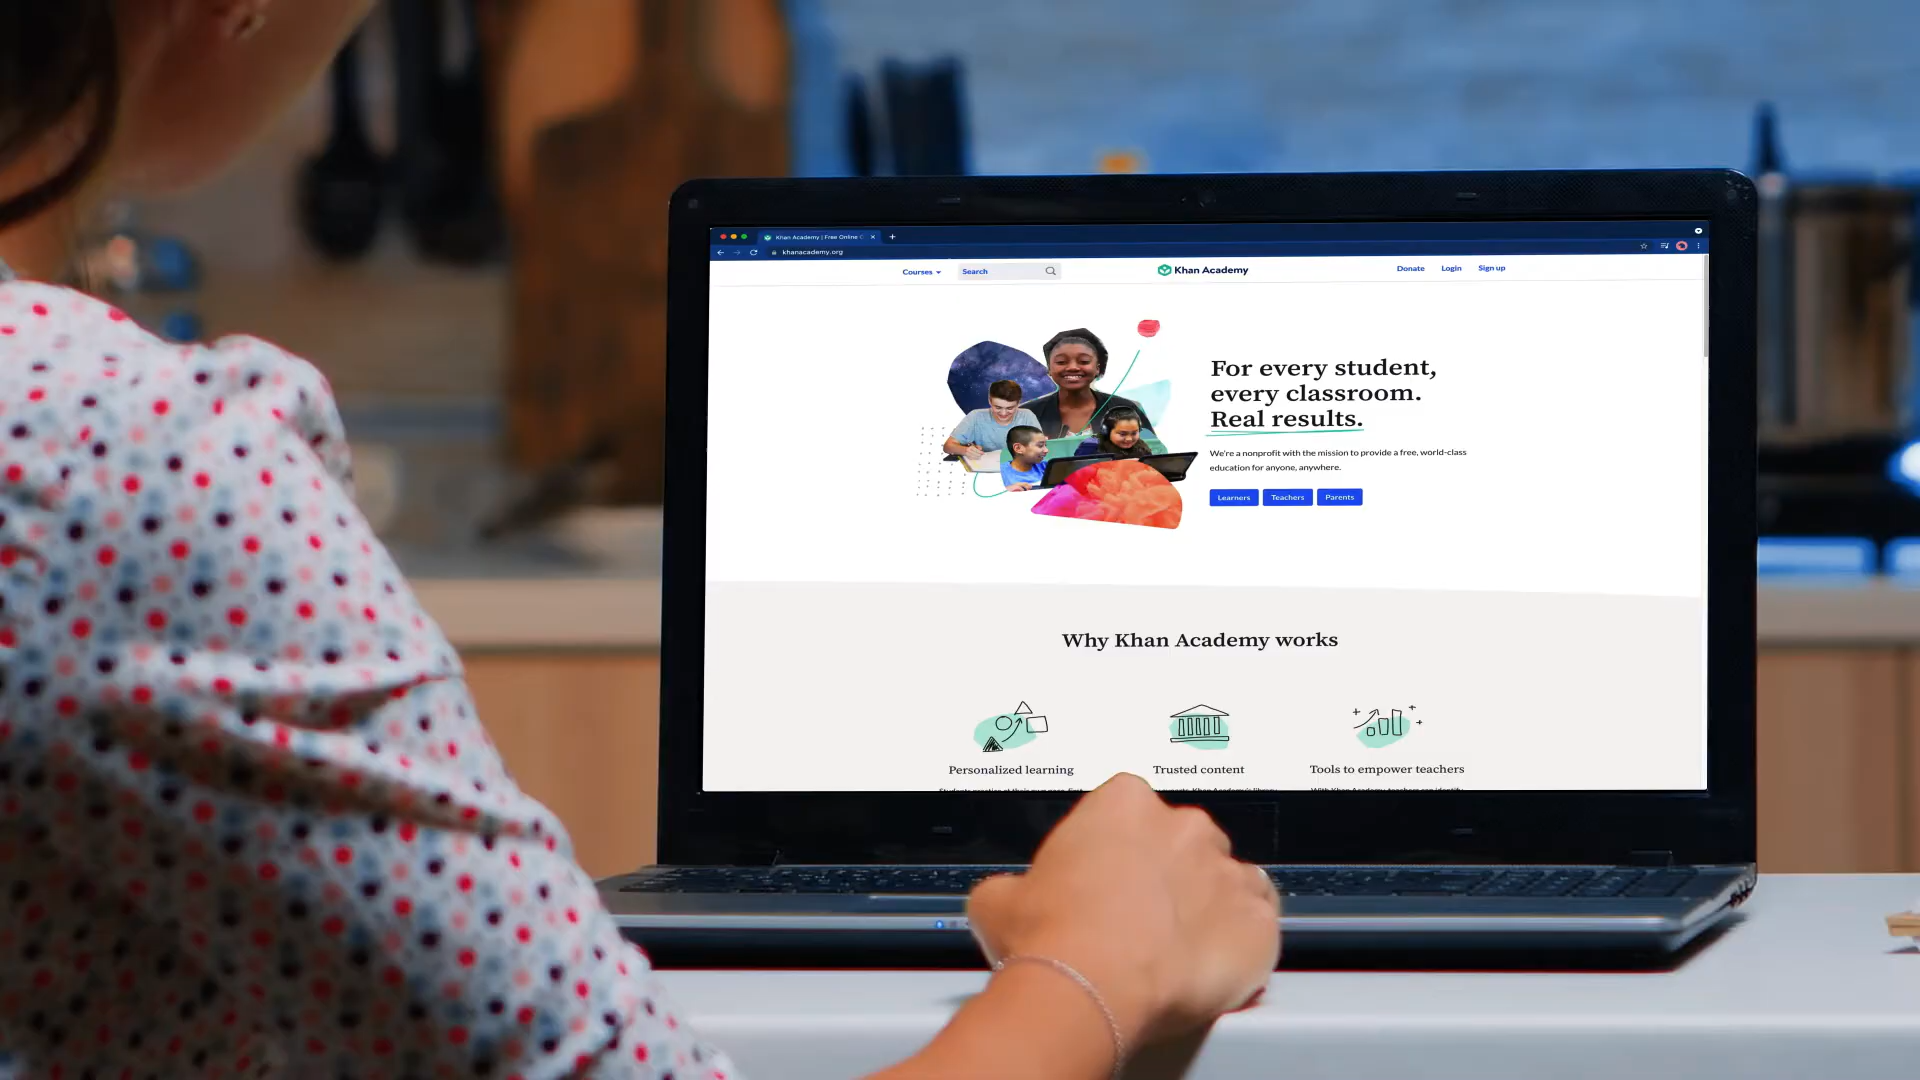 Khan Academy | Free Online C
khanacademy.org
Courses
Search
Khan Academy
Donate
Login
Sign up
For every student,
every classroom.
Real results.
We're a nonprofit with the mission to provide a free, world-class
education for anyone, anywhere.
Learners
Teachers
Parents
Why Khan Academy works
Personalized learning
Trusted content
Tools to empower teachers